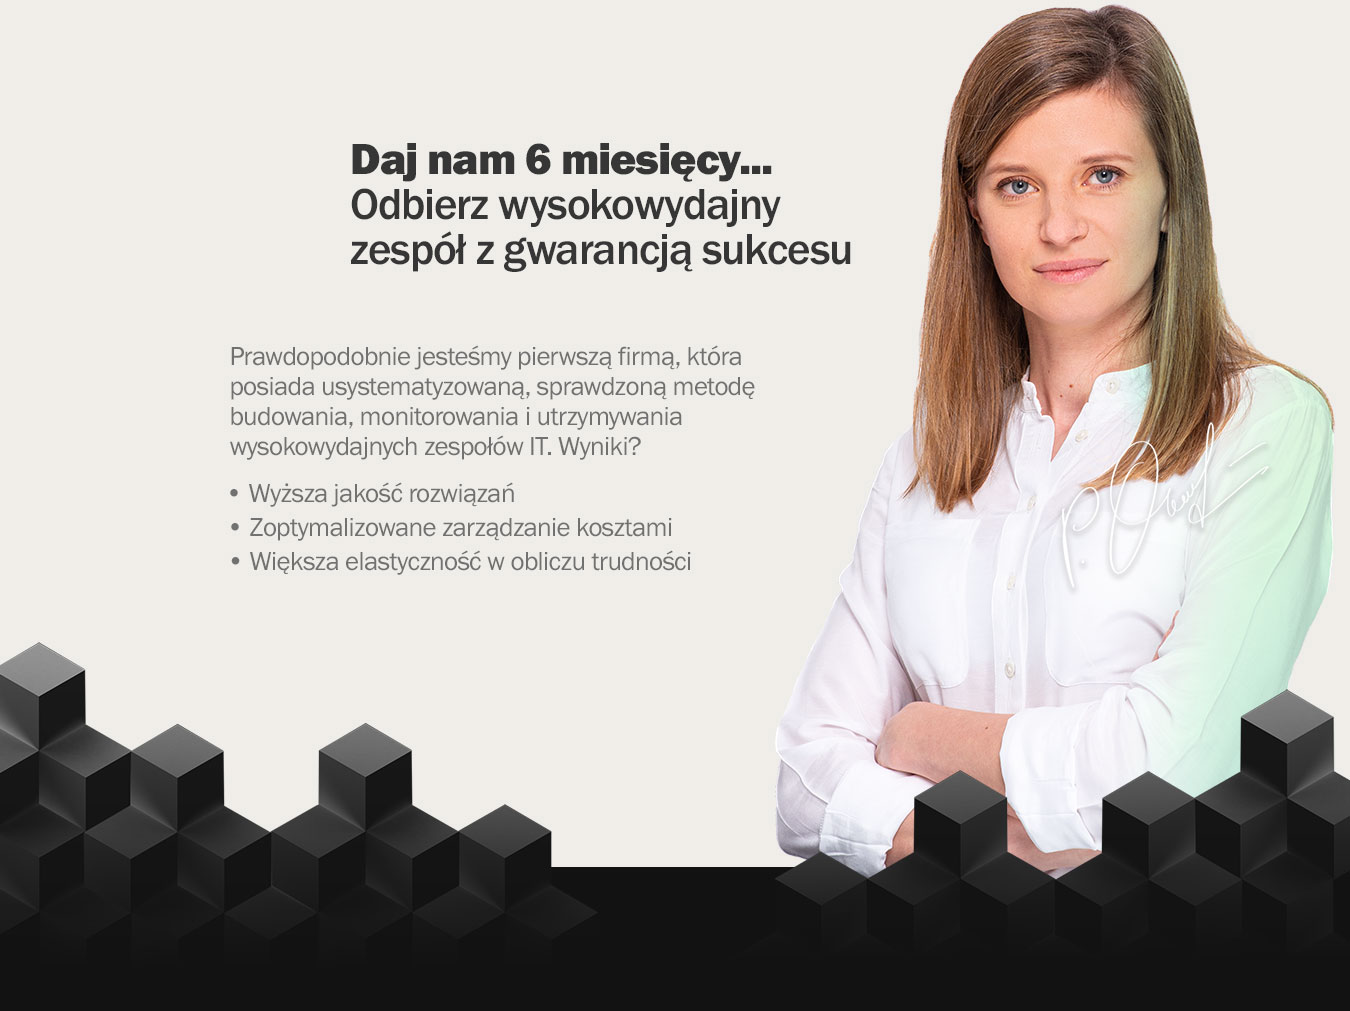 Daj nam 6 miesięcy...
Odbierz wysokowydajny
zespół z gwarancją sukcesu
Prawdopodobnie jesteśmy pierwszą firmą, która
posiada usystematyzowaną, sprawdzoną metodę
budowania, monitorowania i utrzymywania
wysokowydajnych zespołów IT. Wyniki?
• Wyższa jakość rozwiązań
• Zoptymalizowane zarządzanie kosztami
• Większa elastyczność w obliczu trudności